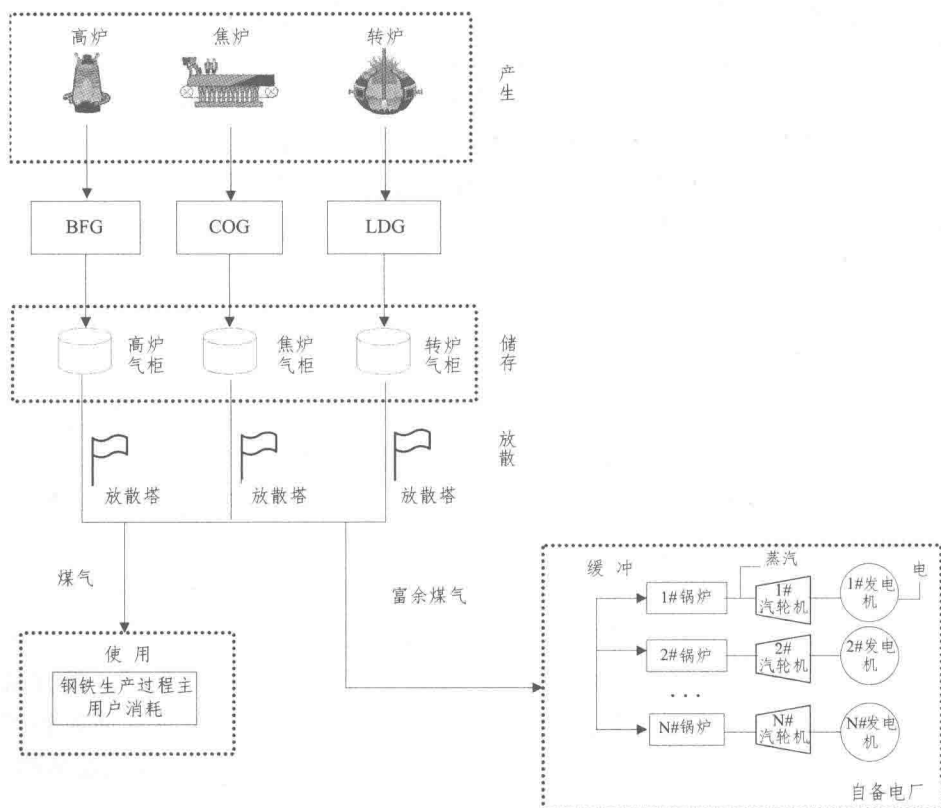 高炉
焦炉
转炉
产生
BFG
COG
LDG
高炉
气柜
焦炉
气柜
转炉
气柜
储存
放散
放散塔
放散塔
放散塔
煤气
富余煤气
使用
钢铁生产过程主
用户消耗
缓冲
蒸汽
电
1#锅炉
1#
汽轮机
1#发电
机
2#锅炉
2#
汽轮机
2#发电
机
...
N#锅炉
N#
汽轮机
N#发电
机
自备电厂